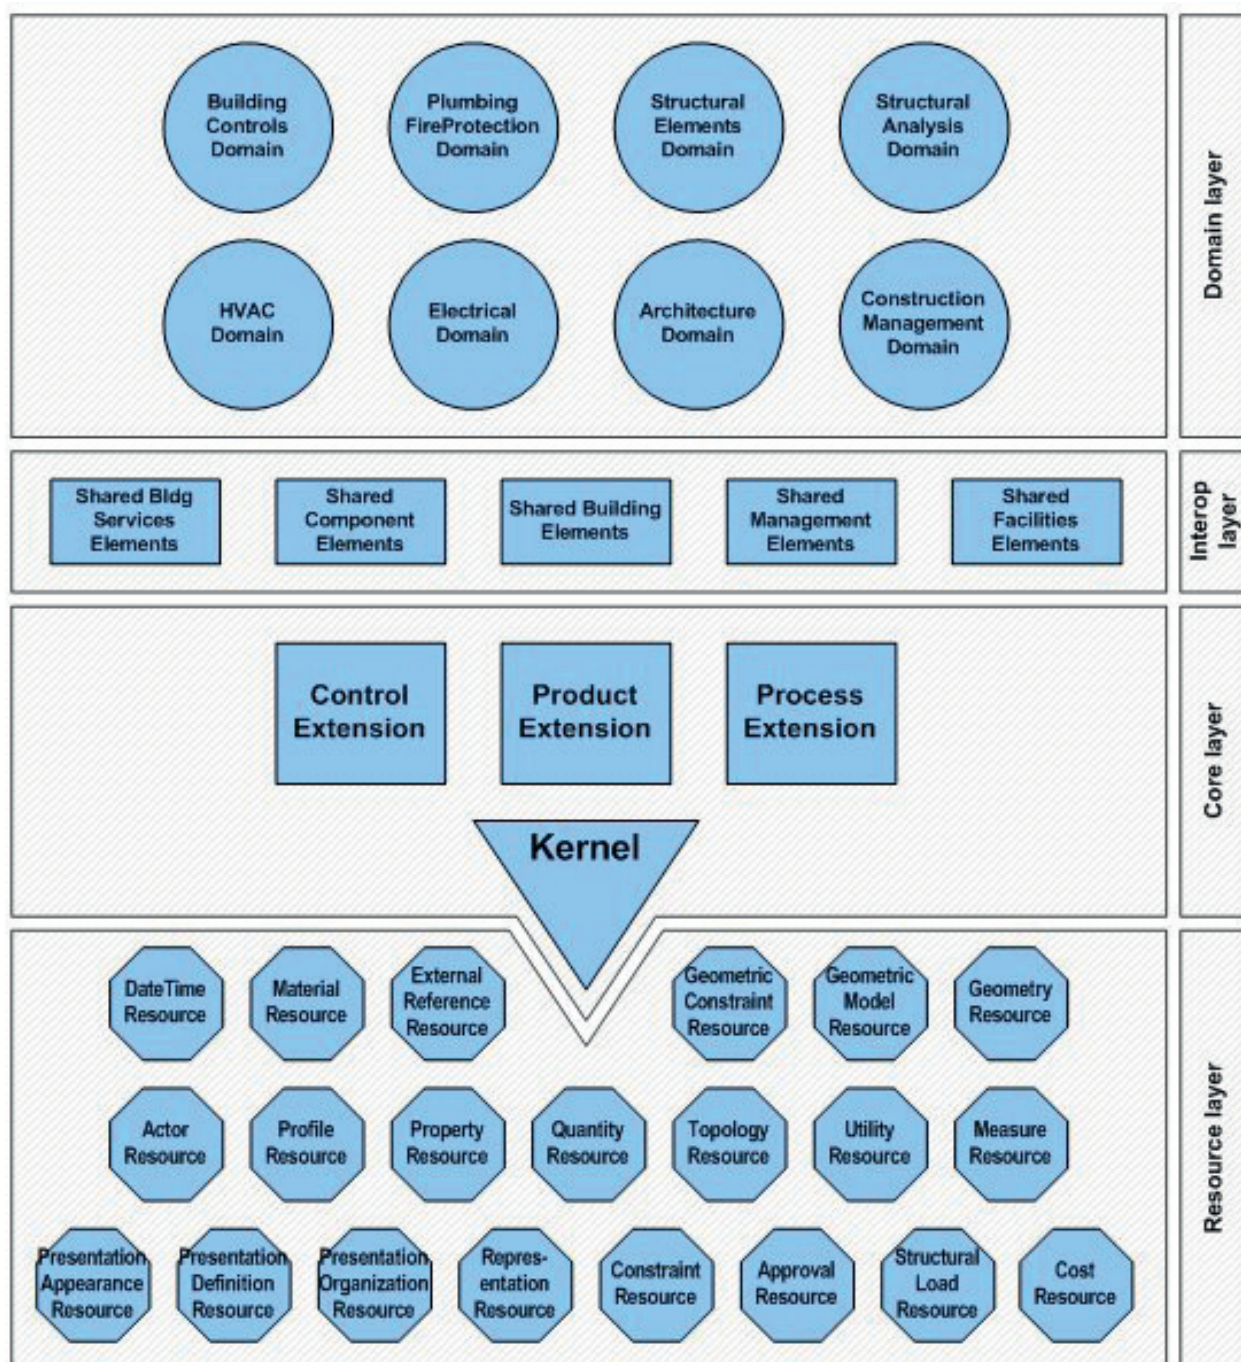 Building
Controls
Domain
Plumbing
FireProtection
Domain
Structural
Elements
Domain
Structural
Analysis
Domain
HVAC
Domain
Electrical
Domain
Architecture
Domain
Construction
Management
Domain
Domain layer
Shared Bldg
Services
Elements
Shared
Component
Elements
Shared Building
Elements
Shared
Management
Elements
Shared
Facilities
Elements
Interop
layer
Control
Extension
Product
Extension
Process
Extension
Kernel
Core layer
DateTime
Resource
Material
Resource
External
Reference
Resource
Geometric
Constraint
Resource
Geometric
Model
Resource
Geometry
Resource
Actor
Resource
Profile
Resource
Property
Resource
Quantity
Resource
Topology
Resource
Utility
Resource
Measure
Resource
Presentation
Appearance
Resource
Presentation
Definition
Resource
Presentation
Organization
Resource
Repres-
entation
Resource
Constraint
Resource
Approval
Resource
Structural
Load
Resource
Cost
Resource
Resource layer